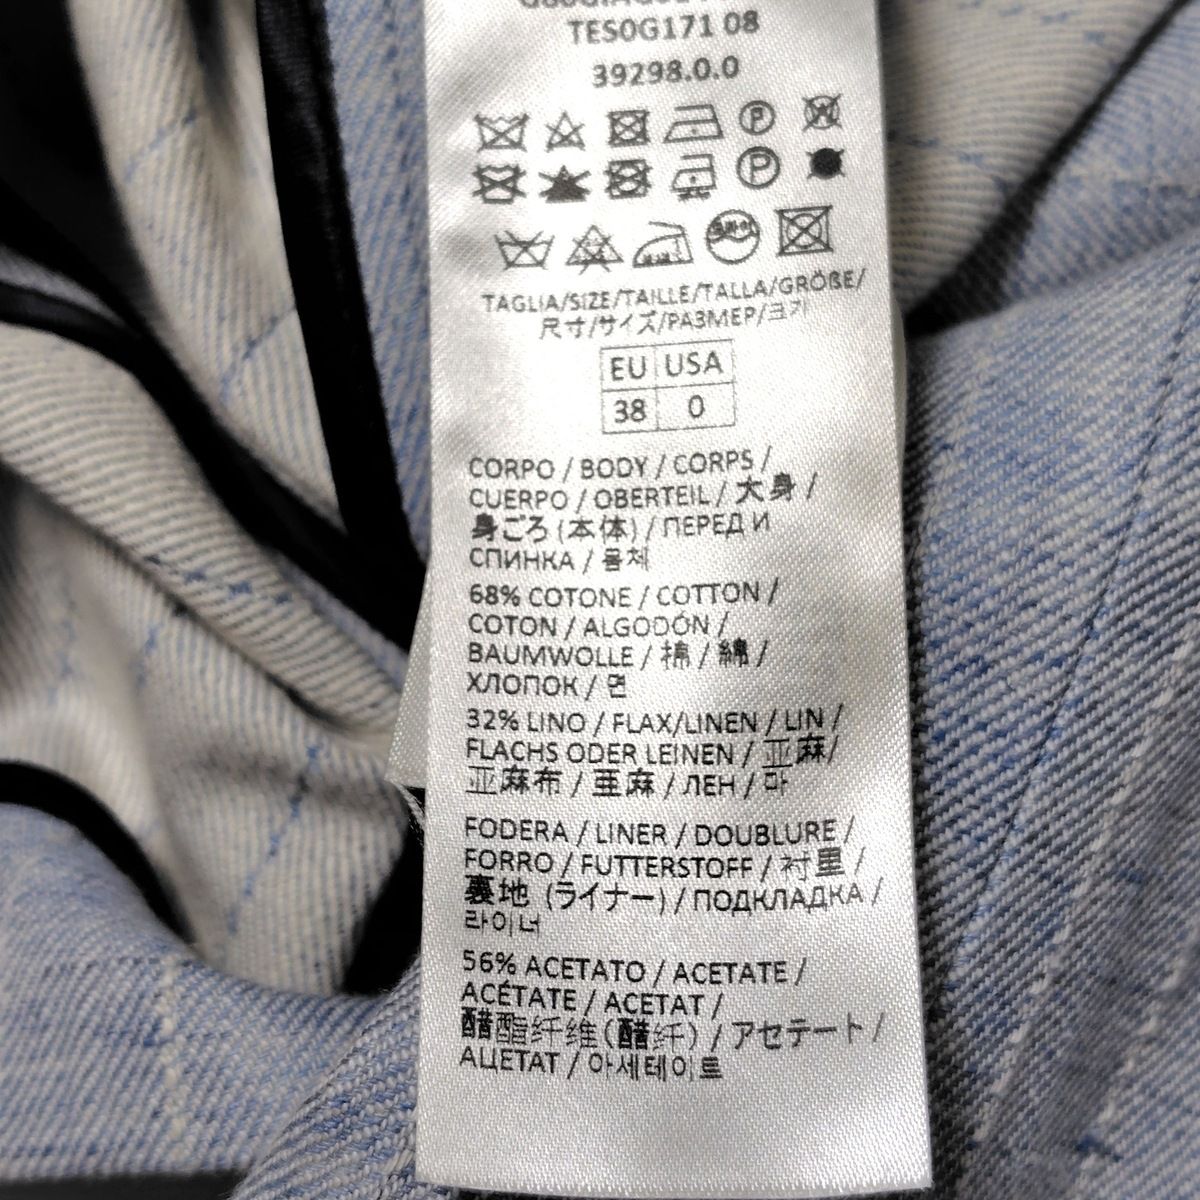 TES0G171 08
39298.0.0
TAGLIA/SIZE/TAILLE/TALLA/GRÖßE/
尺寸/サイズ/РАЗМЕР/크기
EU USA
38 0
CORPO / BODY / CORPS /
CUERPO / OBERTEIL / 大身 /
身ごろ (本体) / ПЕРЕД И
СПИНКА / 몸체
68% COTONE / COTTON /
COTON / ALGODÓN /
BAUMWOLLE / 棉 / 綿 /
ХЛОПОК / 면
32% LINO / FLAX/LINEN / LIN /
FLACHS ODER LEINEN / 亚麻/
亚麻布 / 亜麻 / ЛЕН / 마
FODERA / LINER / DOUBLURE /
FORRO / FUTTERSTOFF / 衬里 /
裏地 (ライナー) / ПОДКЛАДКА /
라이너
56% ACETATO / ACETATE /
ACÉTATE / ACETAT /
醋酯纤维(醋纤) / アセテート /
АЦЕТАТ / 아세테이트